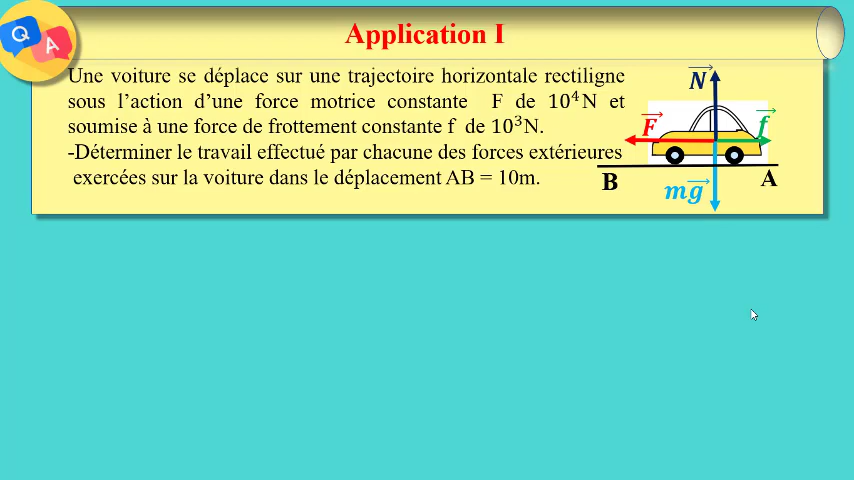 Q
A
Application I
Une voiture se déplace sur une trajectoire horizontale rectiligne
sous l’action d’une force motrice constante F de 10⁴N et
soumise à une force de frottement constante f de 10³N.
-Déterminer le travail effectué par chacune des forces extérieures
exercées sur la voiture dans le déplacement AB = 10m.
N⃗
F⃗
f⃗
B
A
mg⃗